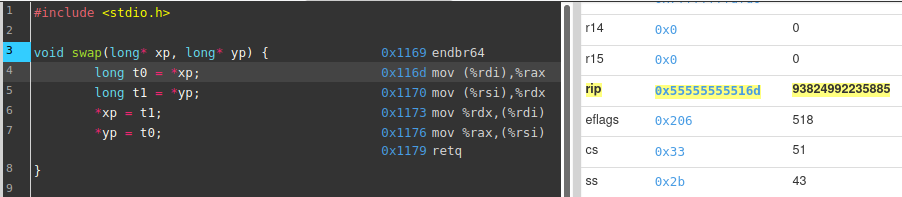 1 #include <stdio.h>
2
3 void swap(long* xp, long* yp) { 0x1169 endbr64
4 long t0 = *xp; 0x116d mov (%rdi),%rax
5 long t1 = *yp; 0x1170 mov (%rsi),%rdx
6 *xp = t1; 0x1173 mov %rdx,(%rdi)
7 *yp = t0; 0x1176 mov %rax,(%rsi)
0x1179 retq
8 }
9
r14 0x0 0
r15 0x0 0
rip 0x55555555516d 93824992235885
eflags 0x206 518
cs 0x33 51
ss 0x2b 43